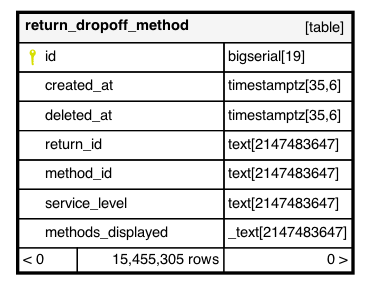 return_dropoff_method [table]
id bigserial[19]
created_at timestamptz[35,6]
deleted_at timestamptz[35,6]
return_id text[2147483647]
method_id text[2147483647]
service_level text[2147483647]
methods_displayed _text[2147483647]
< 0 15,455,305 rows 0 >